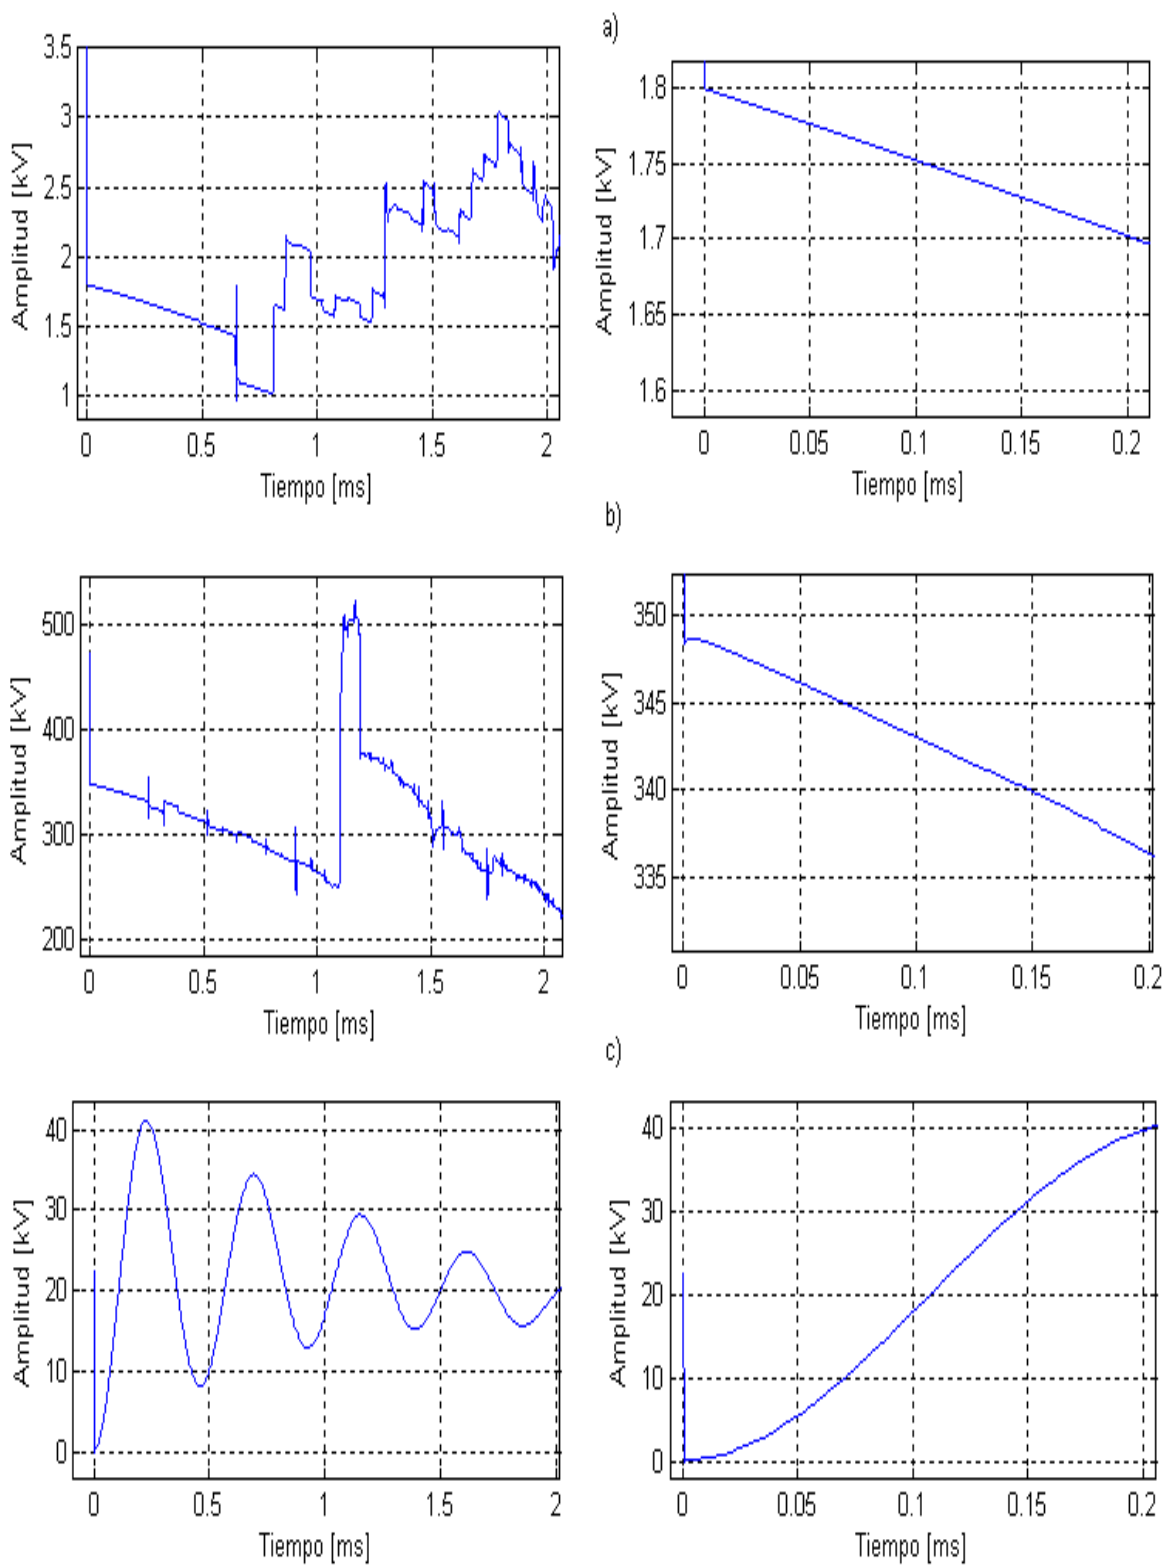 a)
3.5
3
2.5
2
1.5
1
Amplitud [kV]
0 0.5 1 1.5 2
Tiempo [ms]
1.8
1.75
1.7
1.65
1.6
Amplitud [kV]
0 0.05 0.1 0.15 0.2
Tiempo [ms]
b)
500
400
300
200
Amplitud [kV]
0 0.5 1 1.5 2
Tiempo [ms]
350
345
340
335
Amplitud [kV]
0 0.05 0.1 0.15 0.2
Tiempo [ms]
c)
40
30
20
10
0
Amplitud [kV]
0 0.5 1 1.5 2
Tiempo [ms]
40
30
20
10
0
Amplitud [kV]
0 0.05 0.1 0.15 0.2
Tiempo [ms]